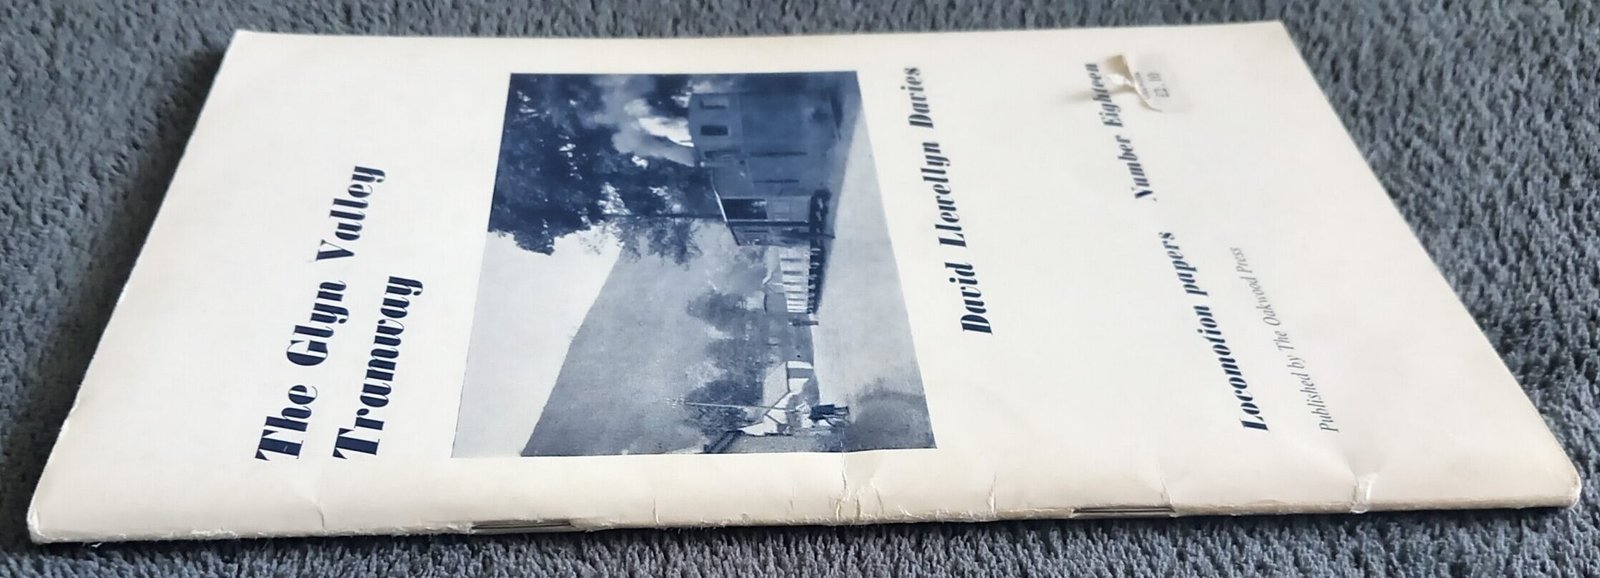 The Glyn Valley
Tramway
David Llewellyn Davies
Locomotion papers
Number Eighteen
Published by The Oakwood Press